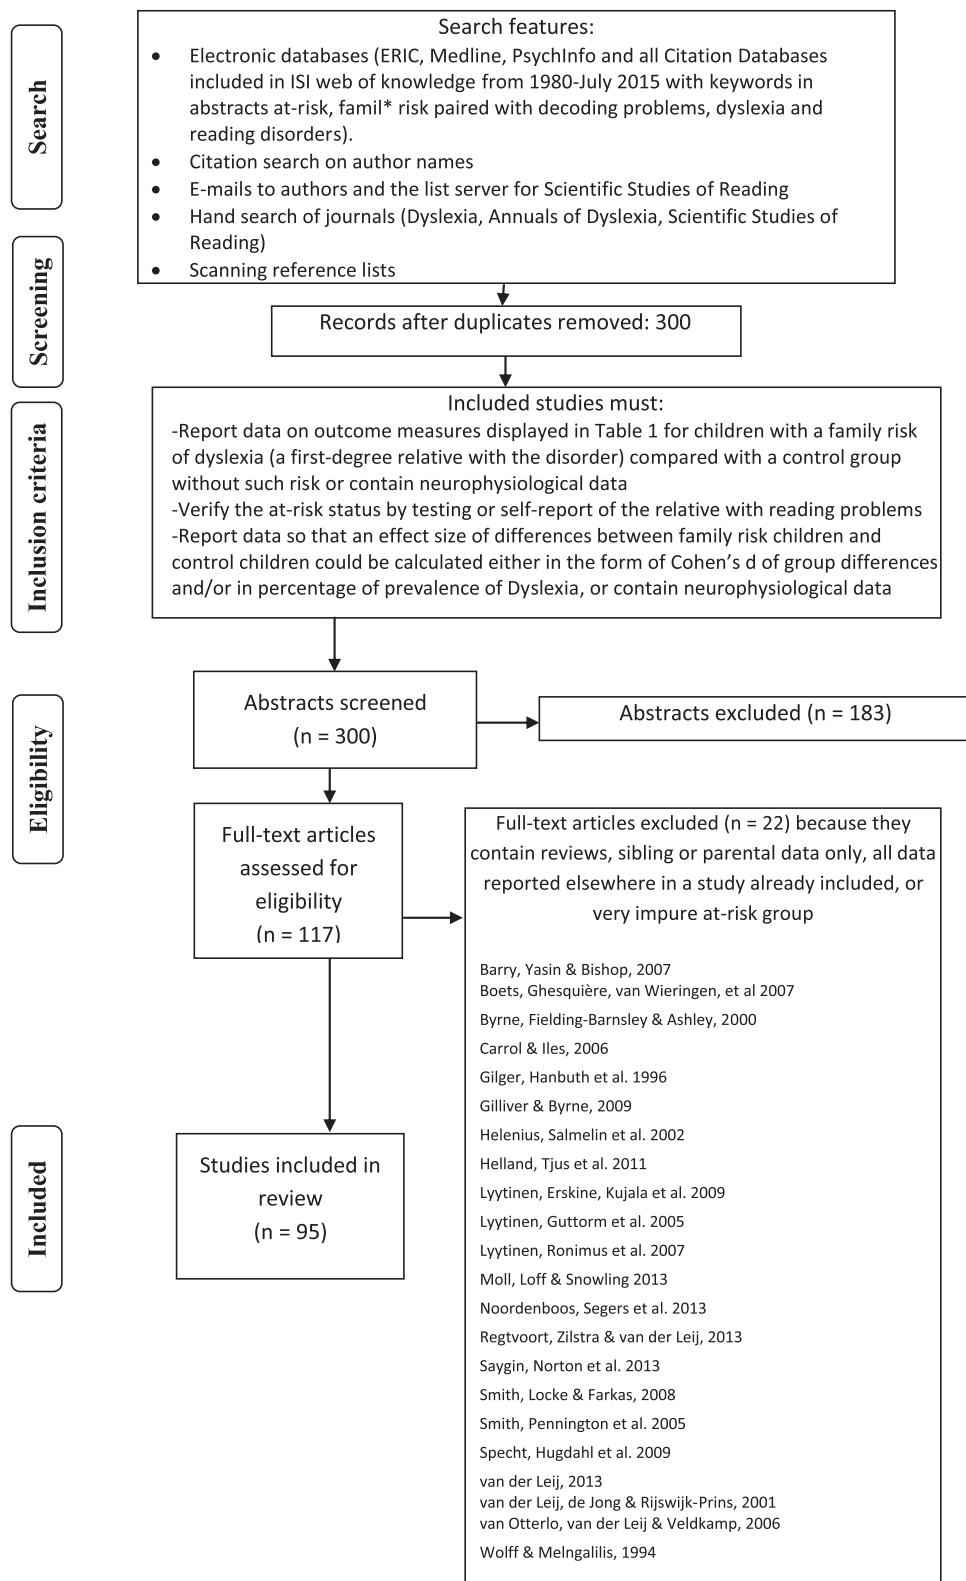 Search
Search features:
• Electronic databases (ERIC, Medline, PsychInfo and all Citation Databases
included in ISI web of knowledge from 1980-July 2015 with keywords in
abstracts at-risk, famil* risk paired with decoding problems, dyslexia and
reading disorders).
• Citation search on author names
• E-mails to authors and the list server for Scientific Studies of Reading
• Hand search of journals (Dyslexia, Annuals of Dyslexia, Scientific Studies of
Reading)
• Scanning reference lists
Screening
Records after duplicates removed: 300
Inclusion criteria
Included studies must:
-Report data on outcome measures displayed in Table 1 for children with a family risk
of dyslexia (a first-degree relative with the disorder) compared with a control group
without such risk or contain neurophysiological data
-Verify the at-risk status by testing or self-report of the relative with reading problems
-Report data so that an effect size of differences between family risk children and
control children could be calculated either in the form of Cohen's d of group differences
and/or in percentage of prevalence of Dyslexia, or contain neurophysiological data
Eligibility
Abstracts screened
(n = 300)
Abstracts excluded (n = 183)
Full-text articles
assessed for
eligibility
(n = 117)
Full-text articles excluded (n = 22) because they
contain reviews, sibling or parental data only, all data
reported elsewhere in a study already included, or
very impure at-risk group
Barry, Yasin & Bishop, 2007
Boets, Ghesquière, van Wieringen, et al 2007
Byrne, Fielding-Barnsley & Ashley, 2000
Carrol & Iles, 2006
Gilger, Hanbuth et al. 1996
Gilliver & Byrne, 2009
Helenius, Salmelin et al. 2002
Helland, Tjus et al. 2011
Lyytinen, Erskine, Kujala et al. 2009
Lyytinen, Guttorm et al. 2005
Lyytinen, Ronimus et al. 2007
Moll, Loff & Snowling 2013
Noordenboos, Segers et al. 2013
Regtvoort, Zilstra & van der Leij, 2013
Saygin, Norton et al. 2013
Smith, Locke & Farkas, 2008
Smith, Pennington et al. 2005
Specht, Hugdahl et al. 2009
van der Leij, 2013
van der Leij, de Jong & Rijswijk-Prins, 2001
van Otterlo, van der Leij & Veldkamp, 2006
Wolff & Melngalilis, 1994
Included
Studies included in
review
(n = 95)